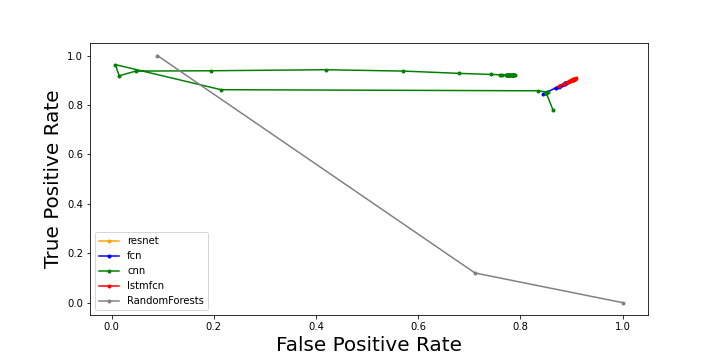 1.0
0.8
0.6
0.4
0.2
0.0
True Positive Rate
resnet
fcn
cnn
lstmfcn
RandomForests
0.0 0.2 0.4 0.6 0.8 1.0
False Positive Rate